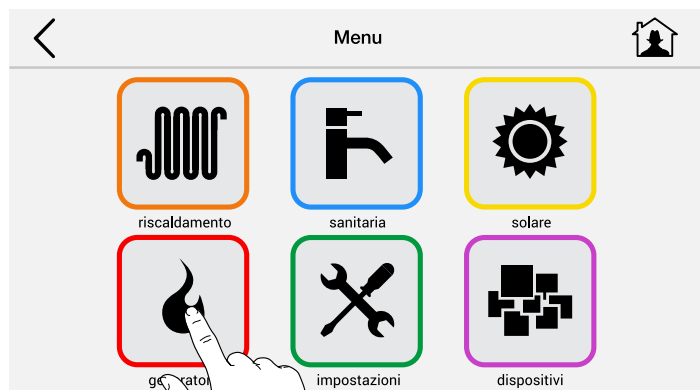 Menu
riscaldamento
sanitaria
solare
impostazioni
dispositivi